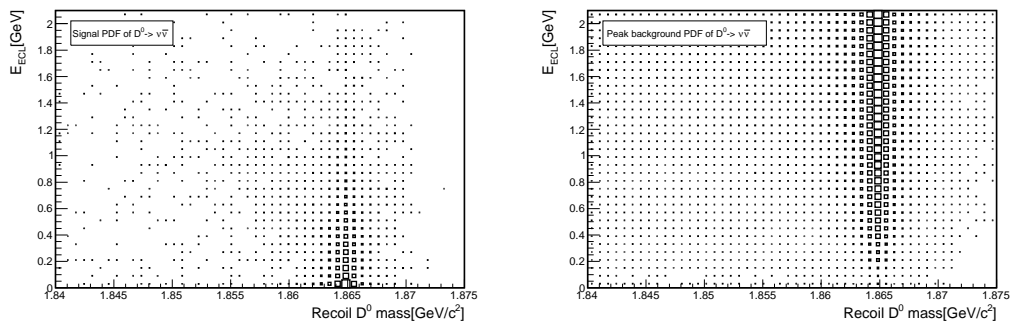 E_ECL[GeV]
Signal PDF of D⁰-> νν̅
2
1.8
1.6
1.4
1.2
1
0.8
0.6
0.4
0.2
0
1.84 1.845 1.85 1.855 1.86 1.865 1.87 1.875
Recoil D⁰ mass[GeV/c²]
E_ECL[GeV]
Peak background PDF of D⁰-> νν̅
2
1.8
1.6
1.4
1.2
1
0.8
0.6
0.4
0.2
0
1.84 1.845 1.85 1.855 1.86 1.865 1.87 1.875
Recoil D⁰ mass[GeV/c²]